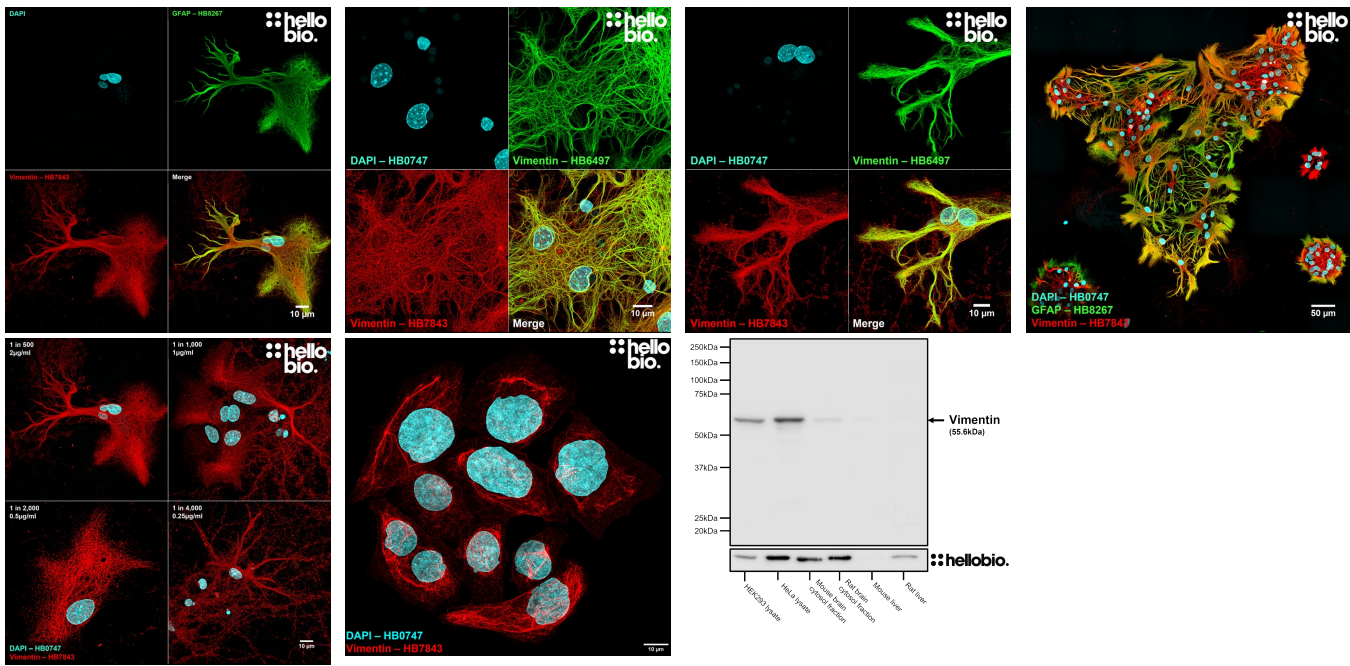 DAPI
GFAP – HB8267
hello
bio.
Vimentin – HB7843
Merge
10 µm
hello
bio.
DAPI – HB0747
Vimentin – HB6497
Vimentin – HB7843
Merge
10 µm
hello
bio.
DAPI – HB0747
Vimentin – HB6497
Vimentin – HB7843
Merge
10 µm
hello
bio.
DAPI – HB0747
GFAP – HB8267
Vimentin – HB7843
50 µm
1 in 500
2µg/ml
1 in 1,000
1µg/ml
hello
bio.
1 in 2,000
0.5µg/ml
1 in 4,000
0.25µg/ml
DAPI – HB0747
Vimentin – HB7843
10 µm
hello
bio.
DAPI – HB0747
Vimentin – HB7843
10 µm
250kDa
150kDa
100kDa
75kDa
50kDa
37kDa
25kDa
20kDa
Vimentin
(55.6kDa)
hellobio.
HEK293 lysate
HeLa lysate
Mouse brain
cytosol fraction
Rat brain
cytosol fraction
Mouse liver
Rat liver